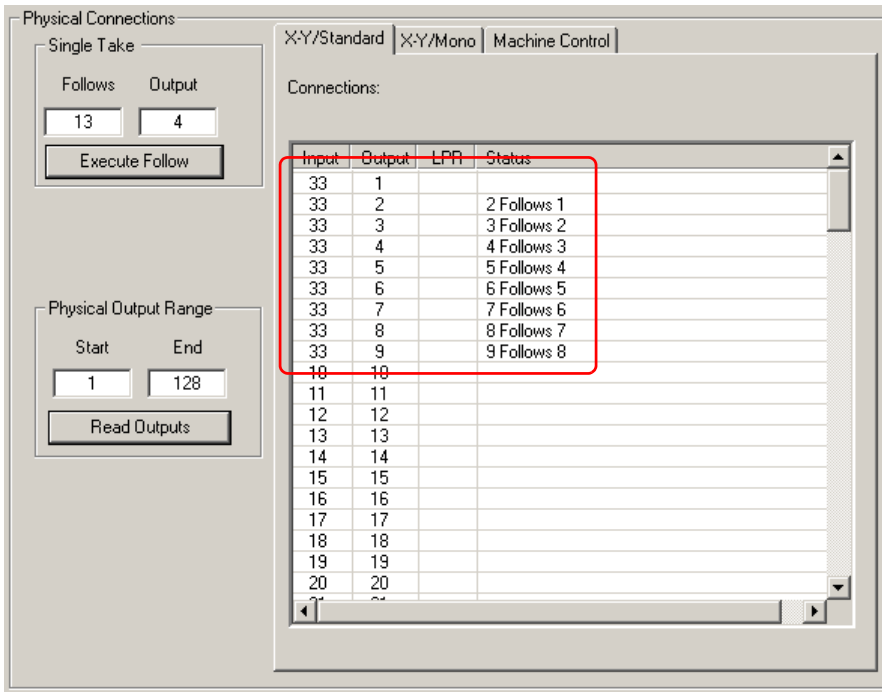 Physical Connections
Single Take
Follows Output
13 4
Execute Follow
Physical Output Range
Start End
1 128
Read Outputs
X-Y/Standard X-Y/Mono Machine Control
Connections:
Input Output LPR Status
33 1
33 2 2 Follows 1
33 3 3 Follows 2
33 4 4 Follows 3
33 5 5 Follows 4
33 6 6 Follows 5
33 7 7 Follows 6
33 8 8 Follows 7
33 9 9 Follows 8
10 10
11 11
12 12
13 13
14 14
15 15
16 16
17 17
18 18
19 19
20 20